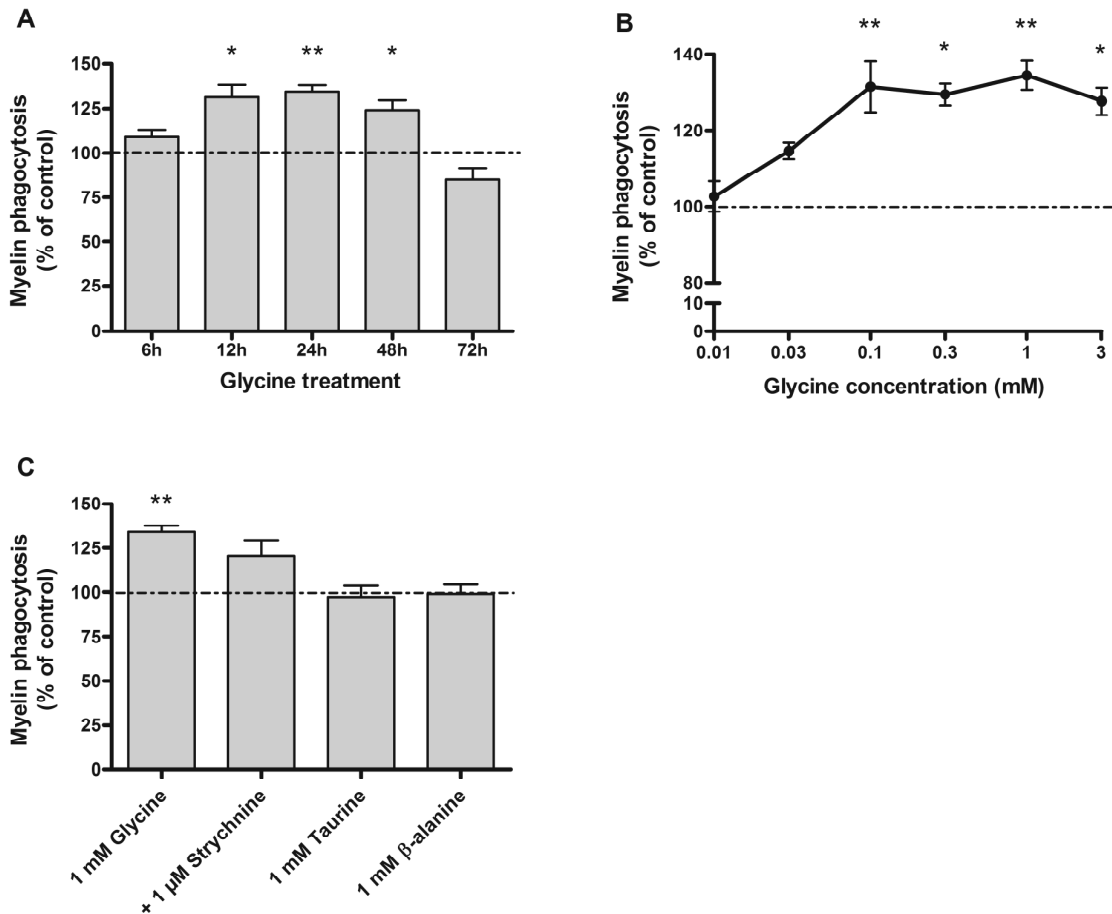 A
Myelin phagocytosis
(% of control)
150
125
100
75
50
25
0
*
**
*
6h
12h
24h
48h
72h
Glycine treatment
B
Myelin phagocytosis
(% of control)
140
120
100
80
10
0
**
*
**
*
0.01
0.03
0.1
0.3
1
3
Glycine concentration (mM)
C
Myelin phagocytosis
(% of control)
150
125
100
75
50
25
0
**
1 mM Glycine
+ 1 µM Strychnine
1 mM Taurine
1 mM β-alanine